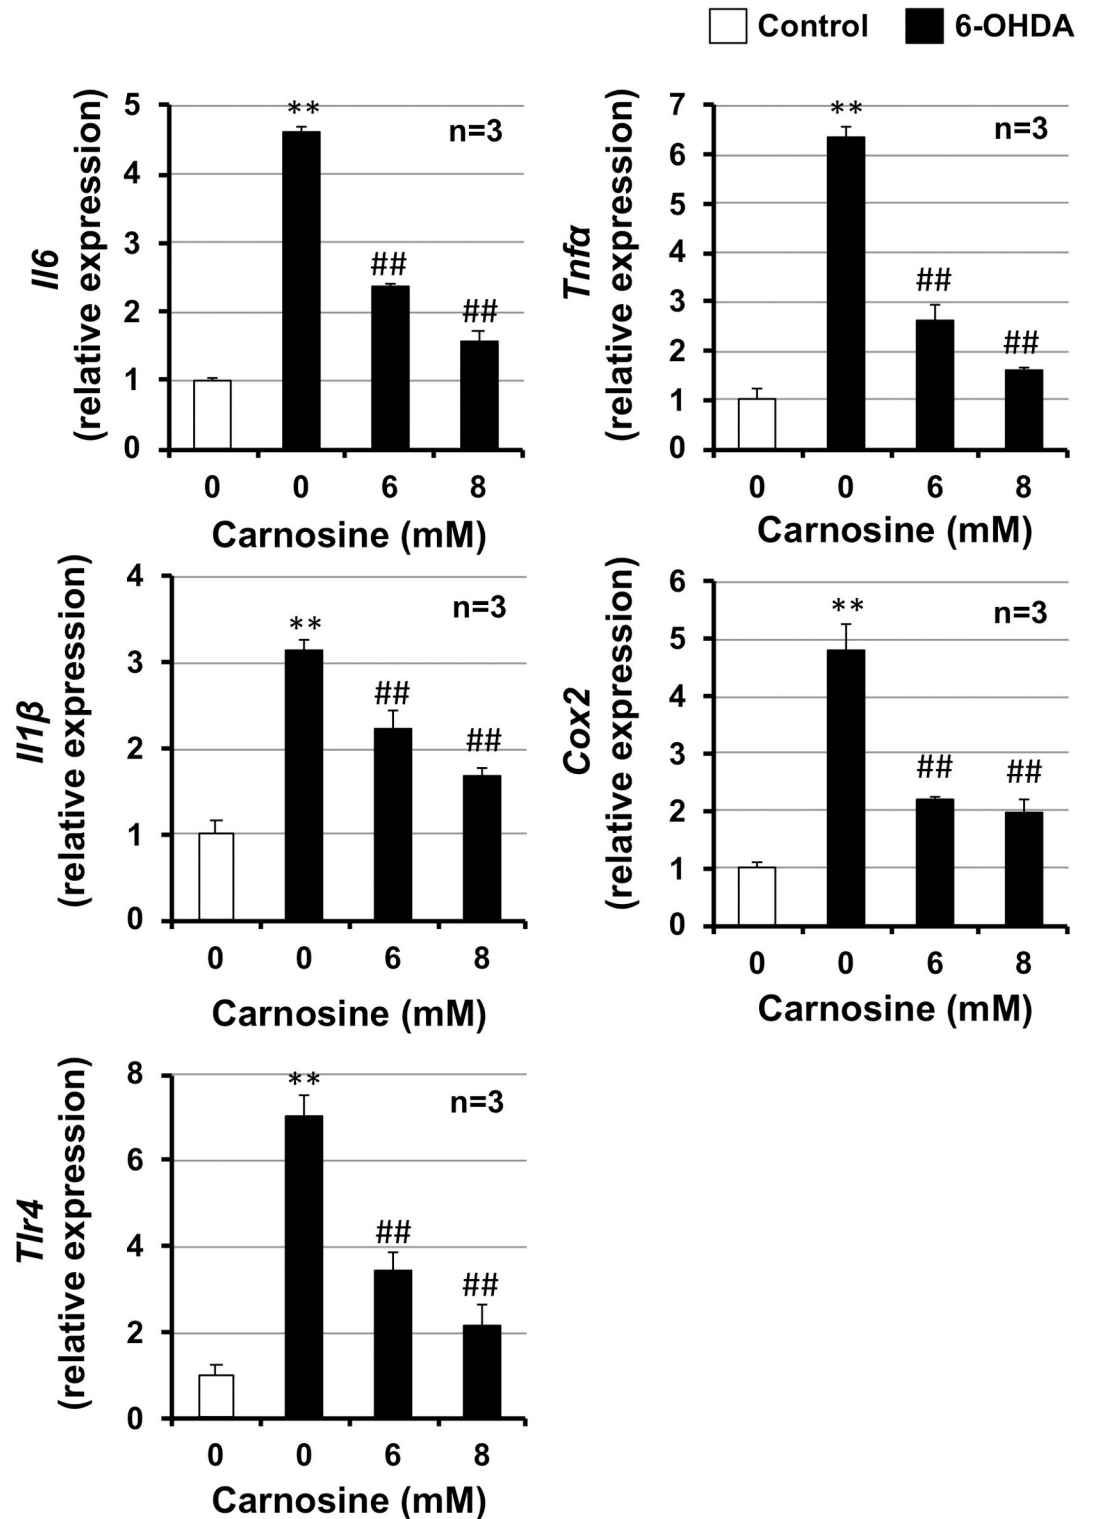 Control 6-OHDA
Il6
(relative expression)
5
4
3
2
1
0
**
##
##
n=3
0 0 6 8
Carnosine (mM)
Tnfα
(relative expression)
7
6
5
4
3
2
1
0
**
##
##
n=3
0 0 6 8
Carnosine (mM)
Il1β
(relative expression)
4
3
2
1
0
**
##
##
n=3
0 0 6 8
Carnosine (mM)
Cox2
(relative expression)
6
5
4
3
2
1
0
**
##
##
n=3
0 0 6 8
Carnosine (mM)
Tlr4
(relative expression)
8
6
4
2
0
**
##
##
n=3
0 0 6 8
Carnosine (mM)